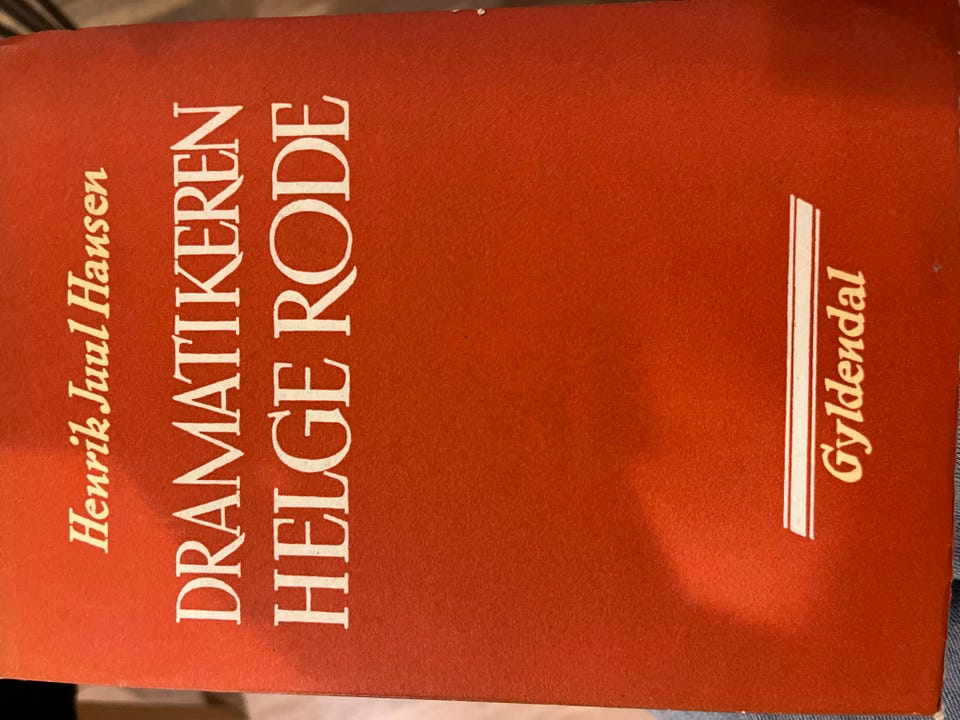 Henrik Juul Hansen
DRAMATIKEREN
HELGE RODE
Gyldendal